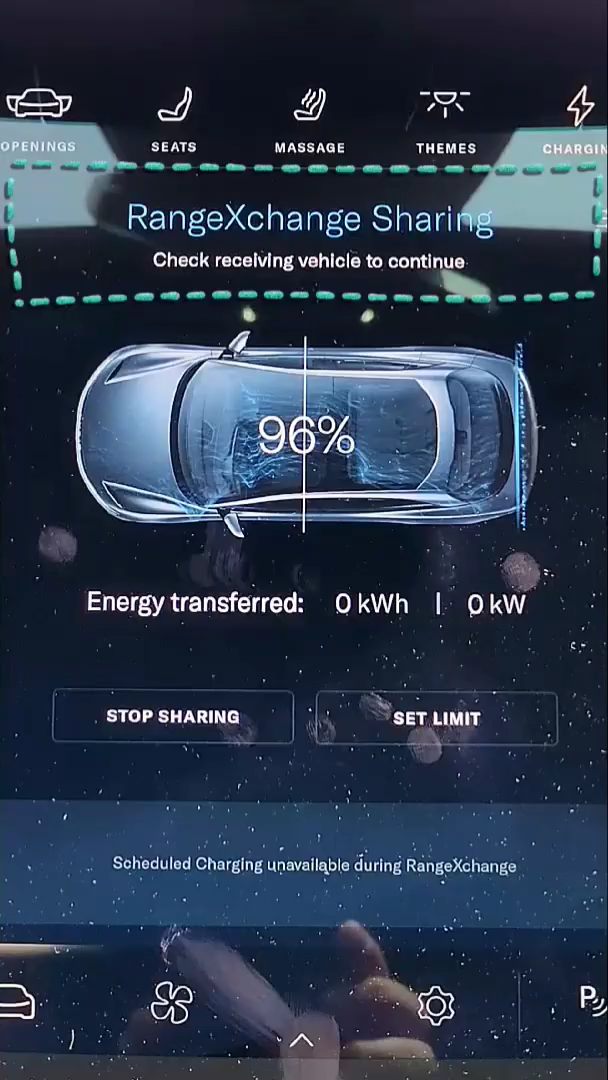 OPENINGS SEATS MASSAGE THEMES CHARGIN
RangeXchange Sharing
Check receiving vehicle to continue
96%
Energy transferred: 0 kWh | 0 kW
STOP SHARING SET LIMIT
Scheduled Charging unavailable during RangeXchange
P